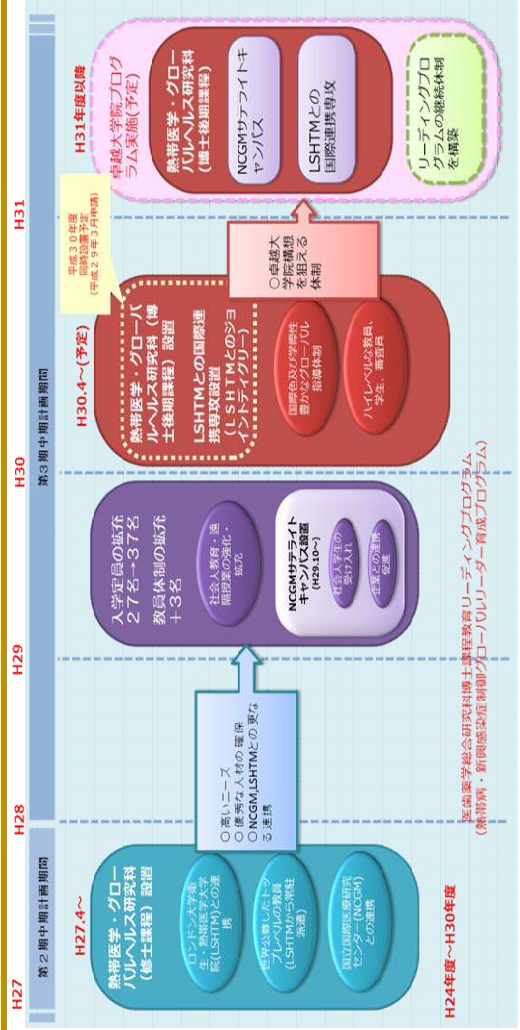 H27
H28
H29
H30
H31
第２期中期計画期間
第３期中期計画期間
H27.4～
熱帯医学・グロー
バルヘルス研究科
(修士課程）設置
ロンドン大学衛
生・熱帯医学大学
院(LSHTM)との連
携
世界公募したトッ
プレベルの教員
(LSHTMから常駐
派遣)
国立国際医療研究
センター(NCGM)
との連携
H24年度～H30年度
○高いニーズ
○優秀な人材の確保
○NCGM,LSHTMとの更な
る連携
入学定員の拡充
２７名→３７名
教員体制の拡充
＋３名
社会人教育・遠
隔授業の強化・
拡充
NCGMサテライト
キャンパス設置
(H29.10～)
社会人学生の
受け入れ
企業との連携
促進
医歯薬学総合研究科博士課程教育リーディングプログラム
（熱帯病・新興感染症制御グローバルリーダー育成プログラム）
H30.4～(予定)
平成３０年度
同時設置予定
(平成２９年３月申請)
熱帯医学・グローバ
ルヘルス研究科（博
士後期課程）設置
LSHTMとの国際連
携専攻設置
(ＬＳＨＴＭとのジョ
イントディグリー)
国際色及び学際性
豊かなグローバル
指導体制
ハイレベルな教員、
学生、審査員
○卓越大
学院構想
を狙える
体制
H31年度以降
卓越大学院プログ
ラム実施(予定)
熱帯医学・グロー
バルヘルス研究科
(博士後期課程)
NCGMサテライトキ
ャンパス
LSHTMとの
国際連携専攻
リーディングプロ
グラムの継続体制
を構築